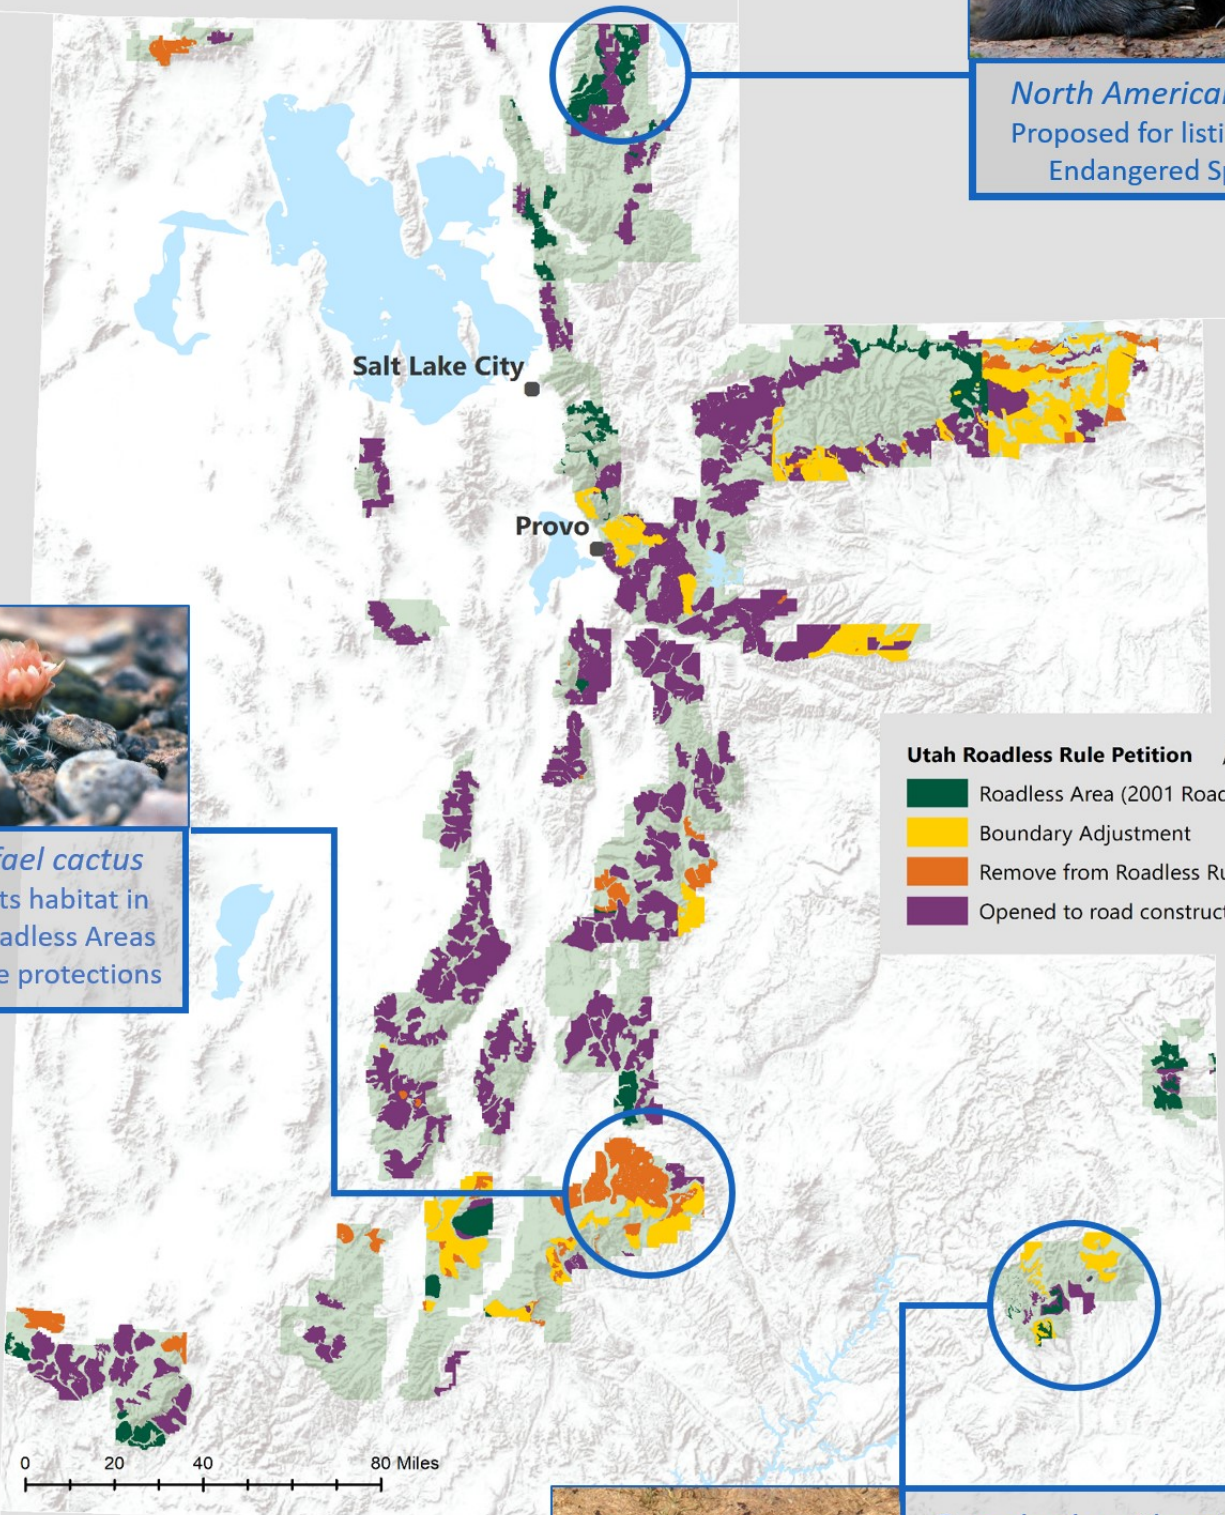 North American
Proposed for listi
Endangered Sp
Salt Lake City
Provo
Utah Roadless Rule Petition
Roadless Area (2001 Road
Boundary Adjustment
Remove from Roadless Ru
Opened to road construct
fael cactus
ts habitat in
adless Areas
e protections
0 20 40 80 Miles